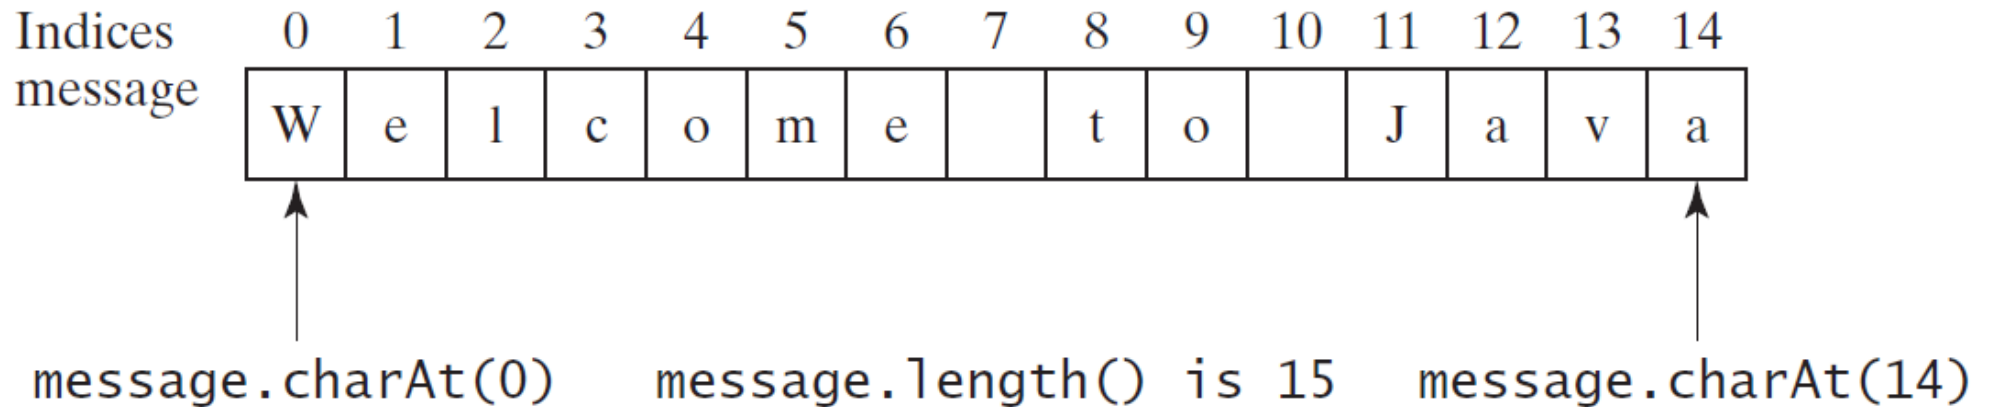 Indices 0 1 2 3 4 5 6 7 8 9 10 11 12 13 14
message W e l c o m e t o J a v a
message.charAt(0) message.length() is 15 message.charAt(14)